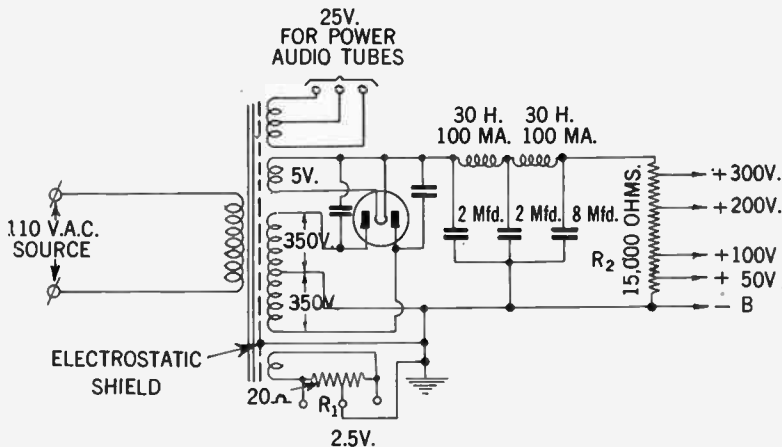 25V.
FOR POWER
AUDIO TUBES
30 H. 30 H.
100 MA. 100 MA.
5V.
110 V.A.C.
SOURCE
350V.
350V.
2 Mfd. 2 Mfd. 8 Mfd.
R2
15,000 OHMS.
+300V.
+200V.
+100V
+ 50V
- B
ELECTROSTATIC
SHIELD
20Ω
R1
2.5V.